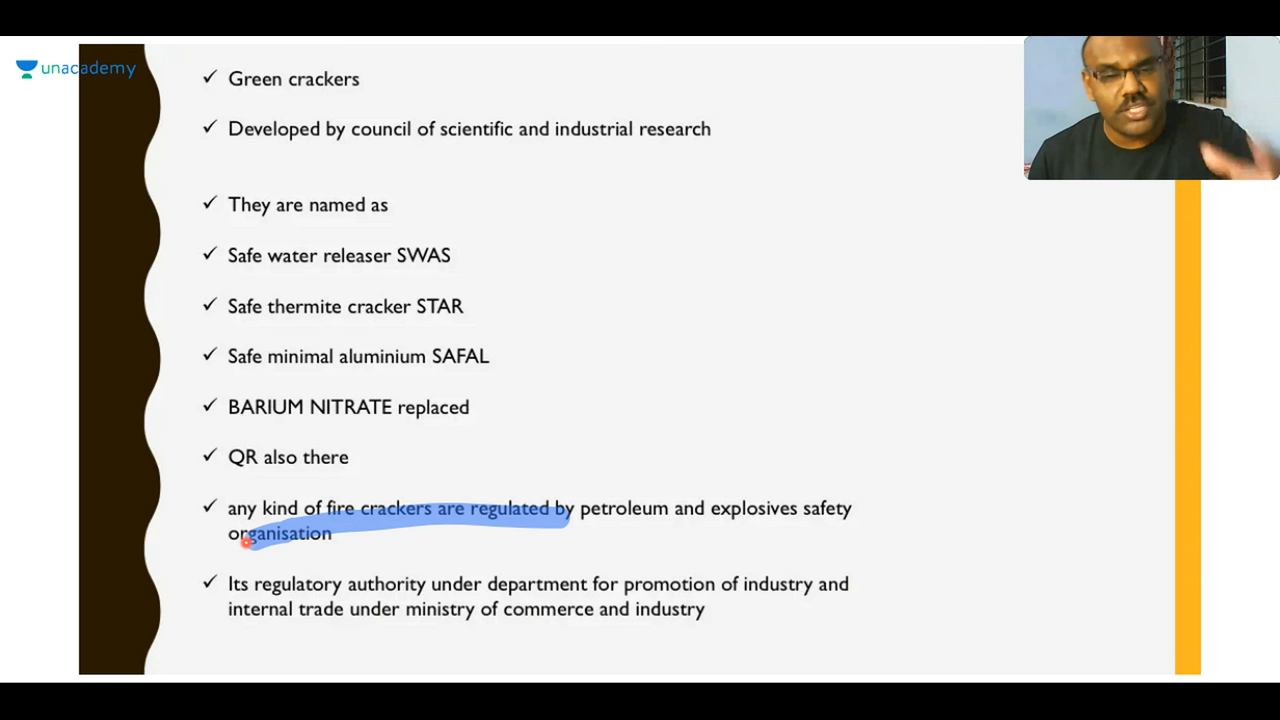 unacademy
Green crackers
Developed by council of scientific and industrial research
They are named as
Safe water releaser SWAS
Safe thermite cracker STAR
Safe minimal aluminium SAFAL
BARIUM NITRATE replaced
QR also there
any kind of fire crackers are regulated by petroleum and explosives safety
organisation
Its regulatory authority under department for promotion of industry and
internal trade under ministry of commerce and industry